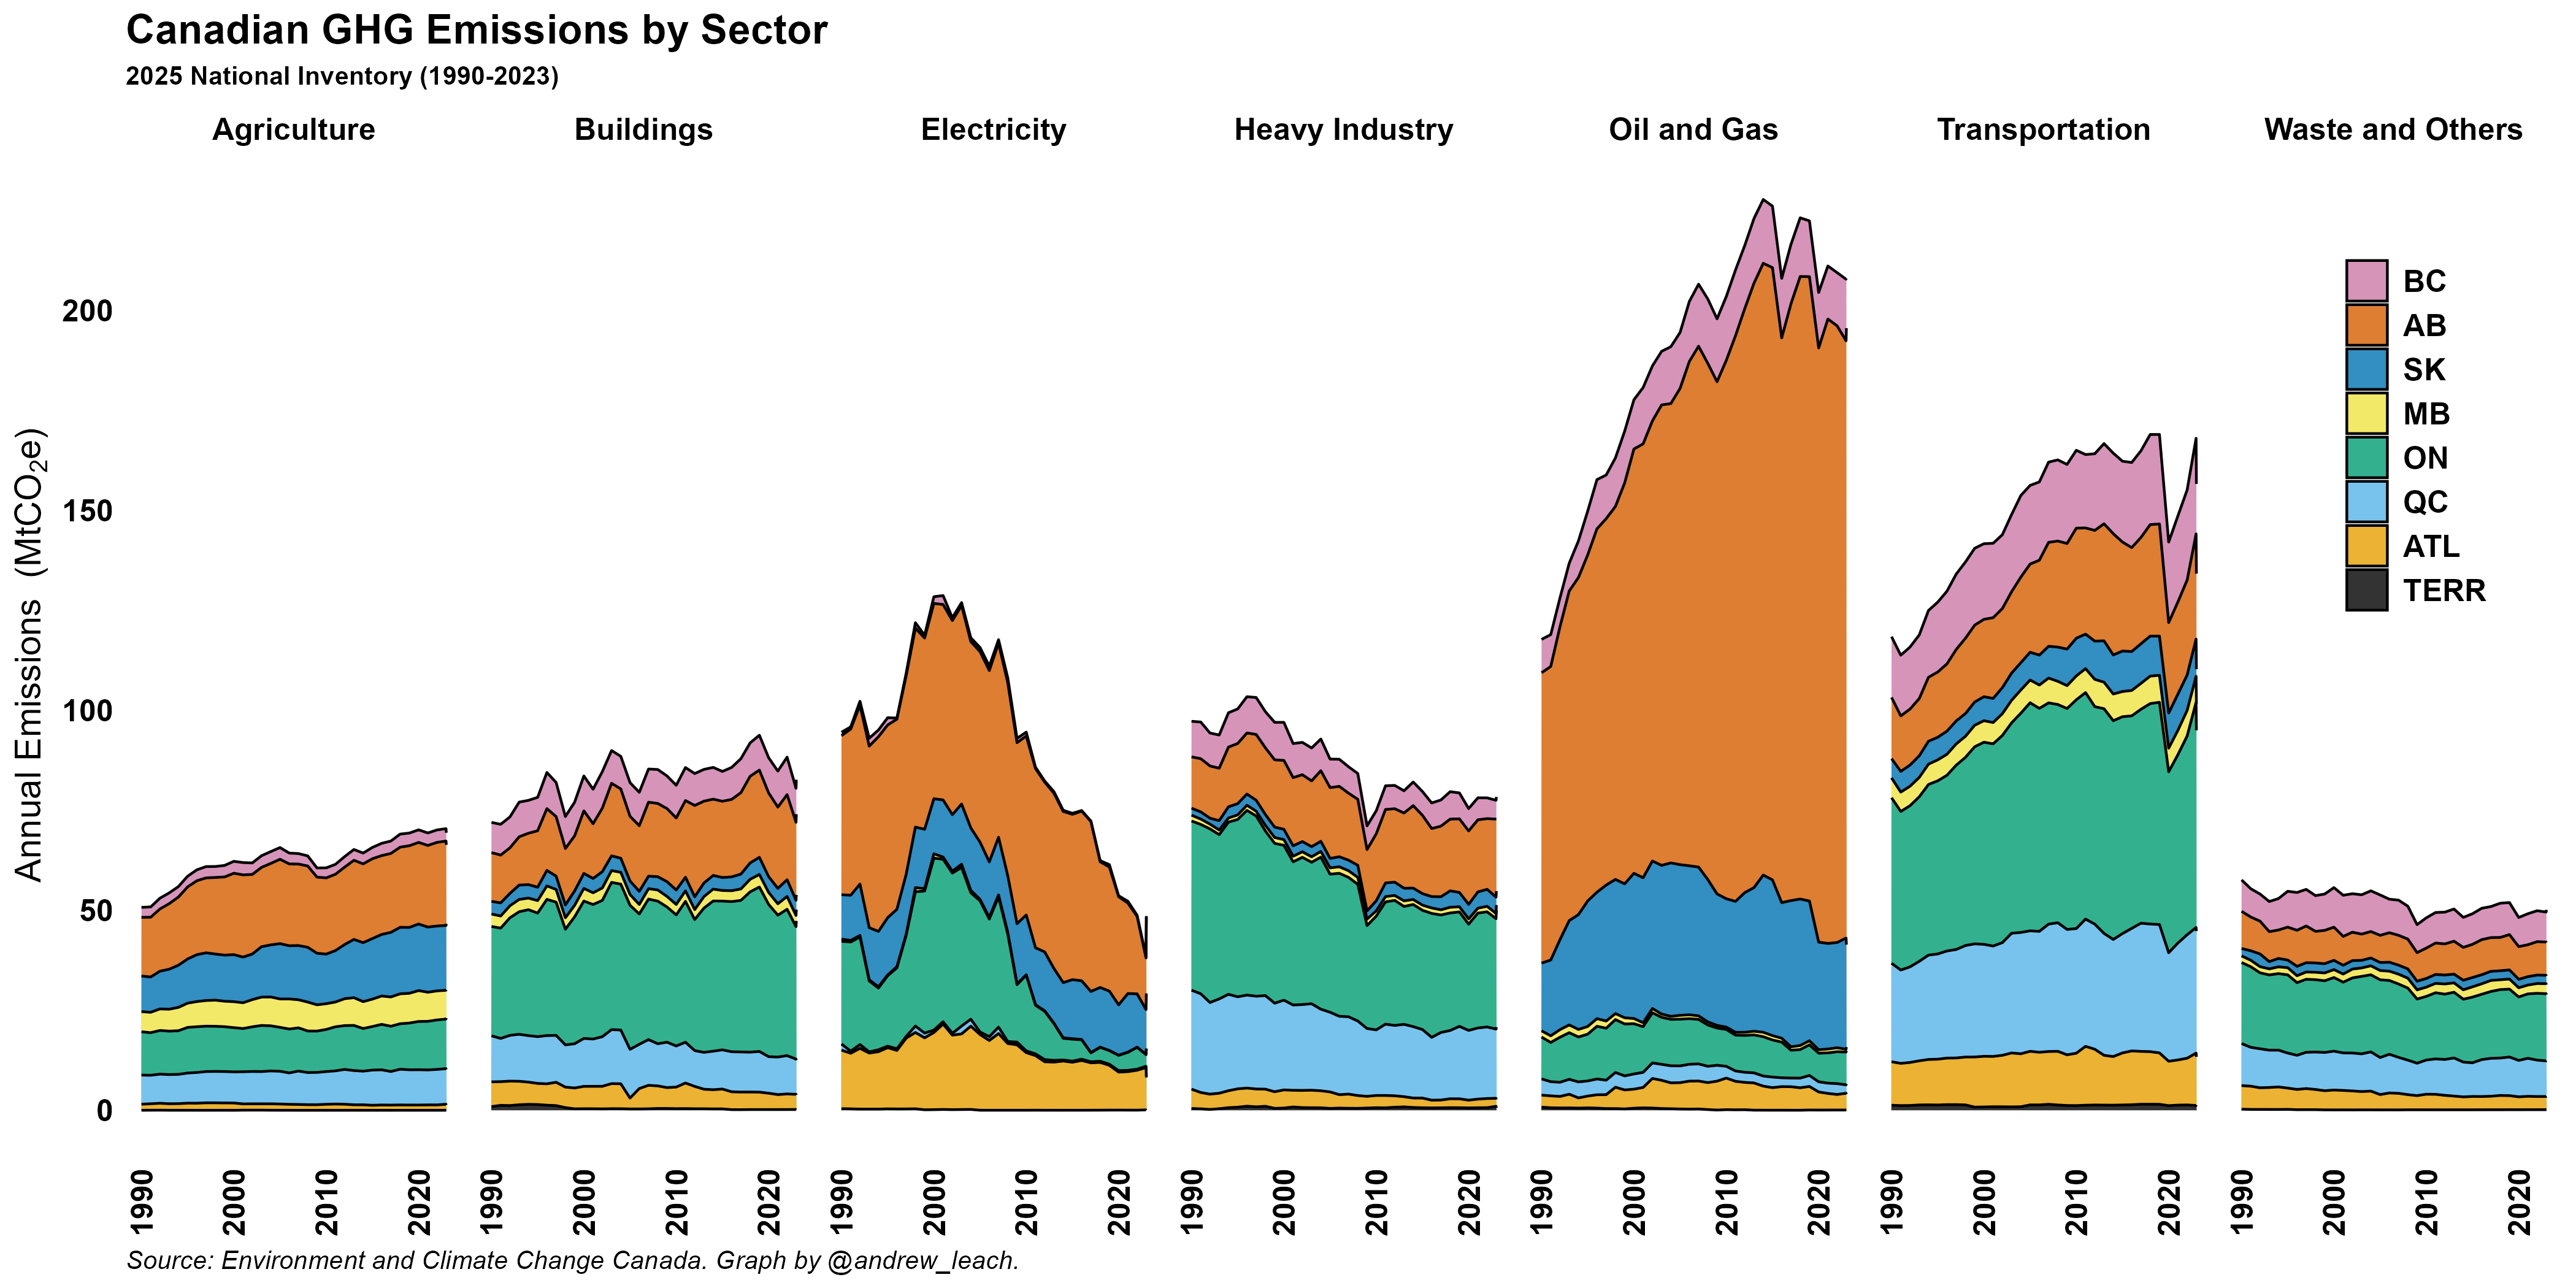 Canadian GHG Emissions by Sector
2025 National Inventory (1990-2023)
Agriculture Buildings Electricity Heavy Industry Oil and Gas Transportation Waste and Others
Annual Emissions (MtCO₂e)
200
150
100
50
0
BC
AB
SK
MB
ON
QC
ATL
TERR
1990 2000 2010 2020 1990 2000 2010 2020 1990 2000 2010 2020 1990 2000 2010 2020 1990 2000 2010 2020 1990 2000 2010 2020 1990 2000 2010 2020
Source: Environment and Climate Change Canada. Graph by @andrew_leach.